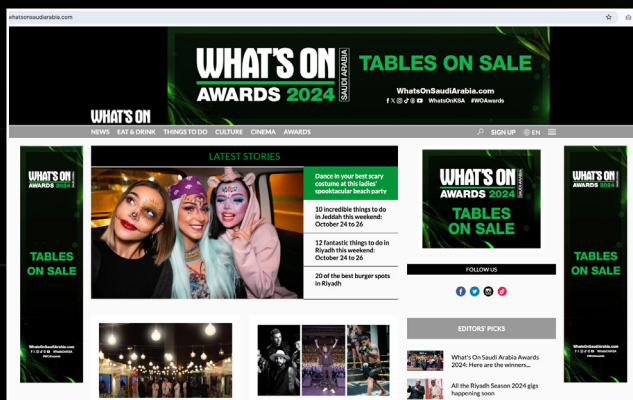 whatsonsaudiarabia.com
WHAT'S ON
AWARDS 2024
SAUDI ARABIA
TABLES ON SALE
WhatsOnSaudiArabia.com
WhatsOnKSA #WOAwards
WHAT'S ON
NEWS EAT & DRINK THINGS TO DO CULTURE CINEMA AWARDS
SIGN UP EN
WHAT'S ON
AWARDS 2024
TABLES
ON SALE
WhatsOnSaudiArabia.com
#WOAwards
LATEST STORIES
Dance in your best scary
costume at this ladies'
spooktacular beach party
10 incredible things to do
in Jeddah this weekend:
October 24 to 26
12 fantastic things to do in
Riyadh this weekend:
October 24 to 26
20 of the best burger spots
in Riyadh
WHAT'S ON
AWARDS 2024
TABLES
ON SALE
FOLLOW US
EDITORS' PICKS
What's On Saudi Arabia Awards
2024: Here are the winners...
All the Riyadh Season 2024 gigs
happening soon
WHAT'S ON
AWARDS 2024
TABLES
ON SALE
WhatsOnSaudiArabia.com
#WOAwards